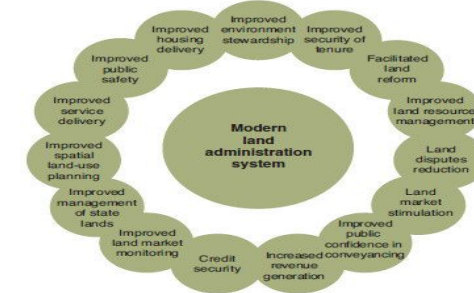 Improved
environment
stewardship
Improved
security of
tenure
Facilitated
land
reform
Improved
land resource
management
Land
disputes
reduction
Land
market
stimulation
Improved
public
confidence in
conveyancing
Increased
revenue
generation
Credit
security
Improved
land market
monitoring
Improved
management
of state
lands
Improved
spatial
land-use
planning
Improved
service
delivery
Improved
public
safety
Improved
housing
delivery
Modern
land
administration
system